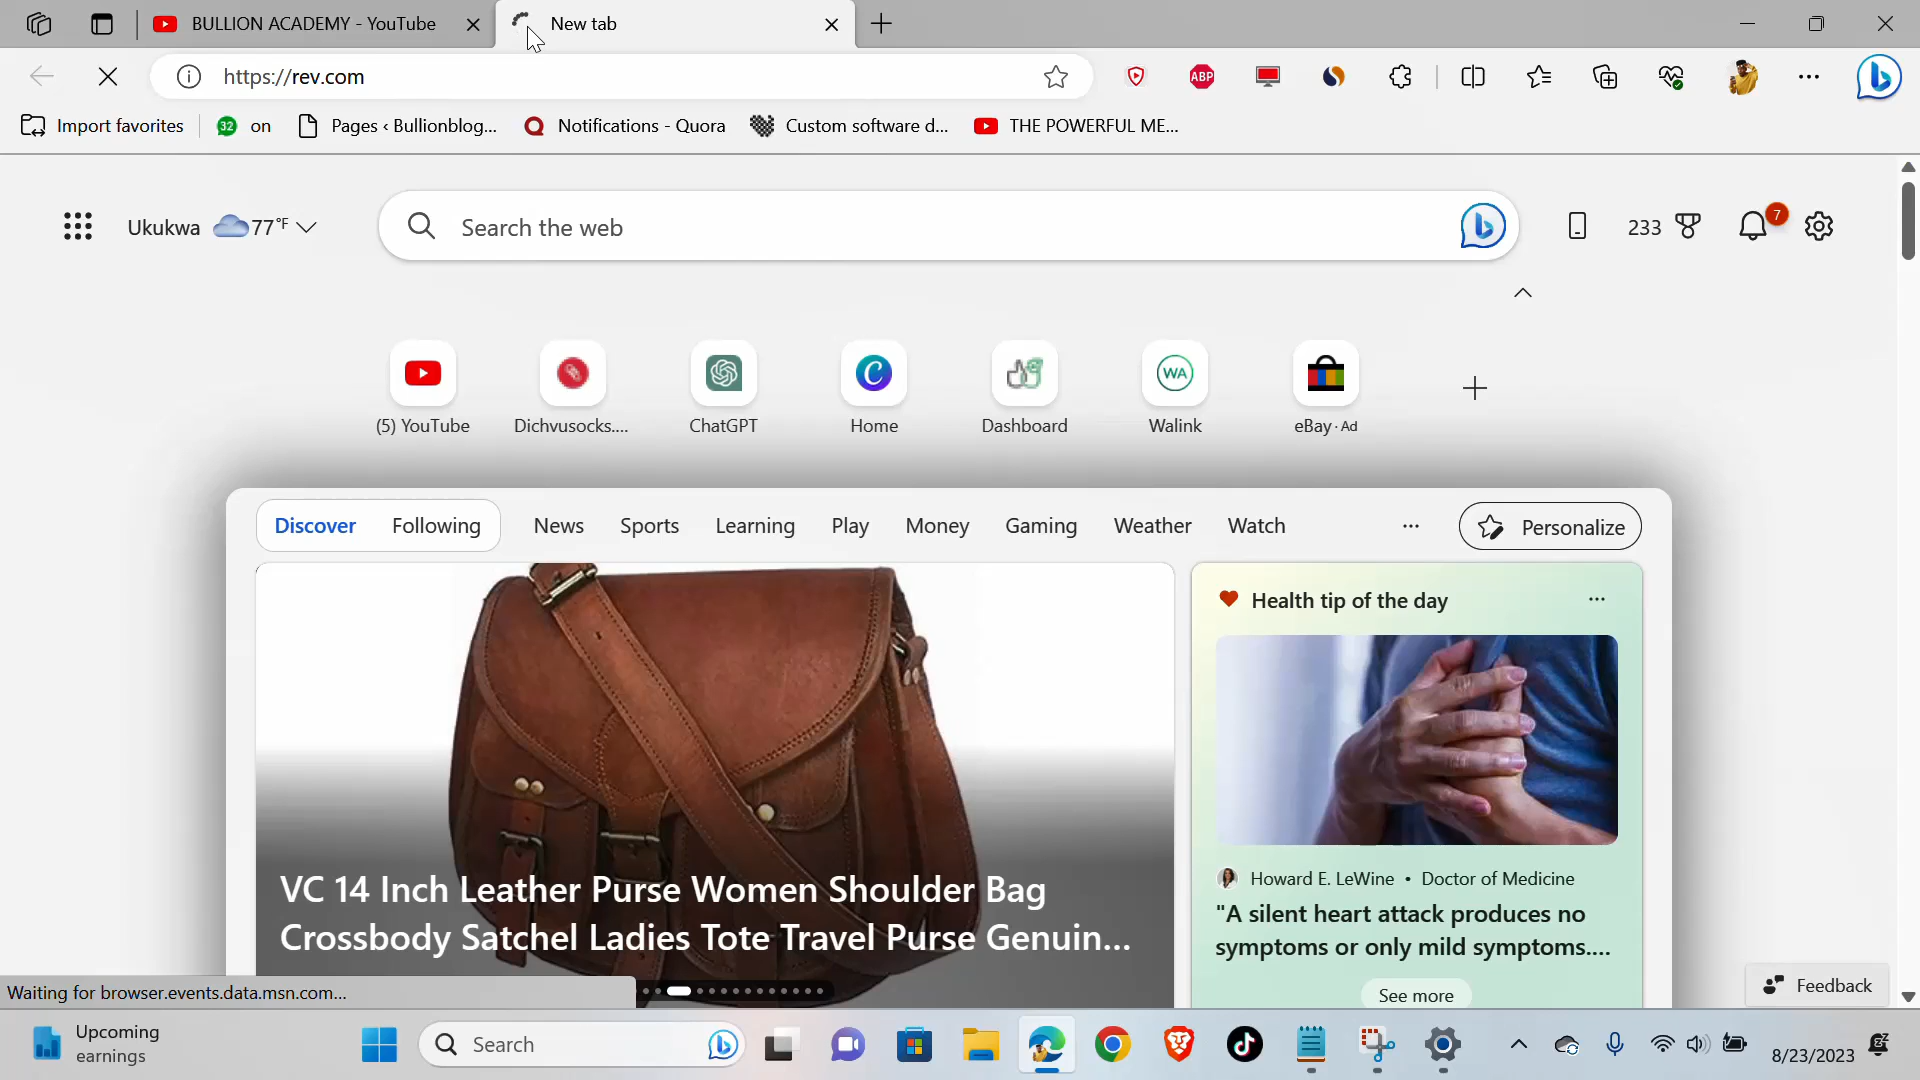 BULLION ACADEMY - YouTube
New tab
https://rev.com
ABP
Import favorites
32
on
Pages ‹ Bullionblog...
Notifications - Quora
Custom software d...
THE POWERFUL ME...
Ukukwa
77°F
Search the web
233
7
(5) YouTube
Dichvusocks....
ChatGPT
Home
Dashboard
WA
Walink
eBay · Ad
Discover
Following
News
Sports
Learning
Play
Money
Gaming
Weather
Watch
Personalize
VC 14 Inch Leather Purse Women Shoulder Bag
Crossbody Satchel Ladies Tote Travel Purse Genuin...
Health tip of the day
Howard E. LeWine • Doctor of Medicine
"A silent heart attack produces no
symptoms or only mild symptoms....
See more
Feedback
Waiting for browser.events.data.msn.com...
Upcoming
earnings
Search
8/23/2023